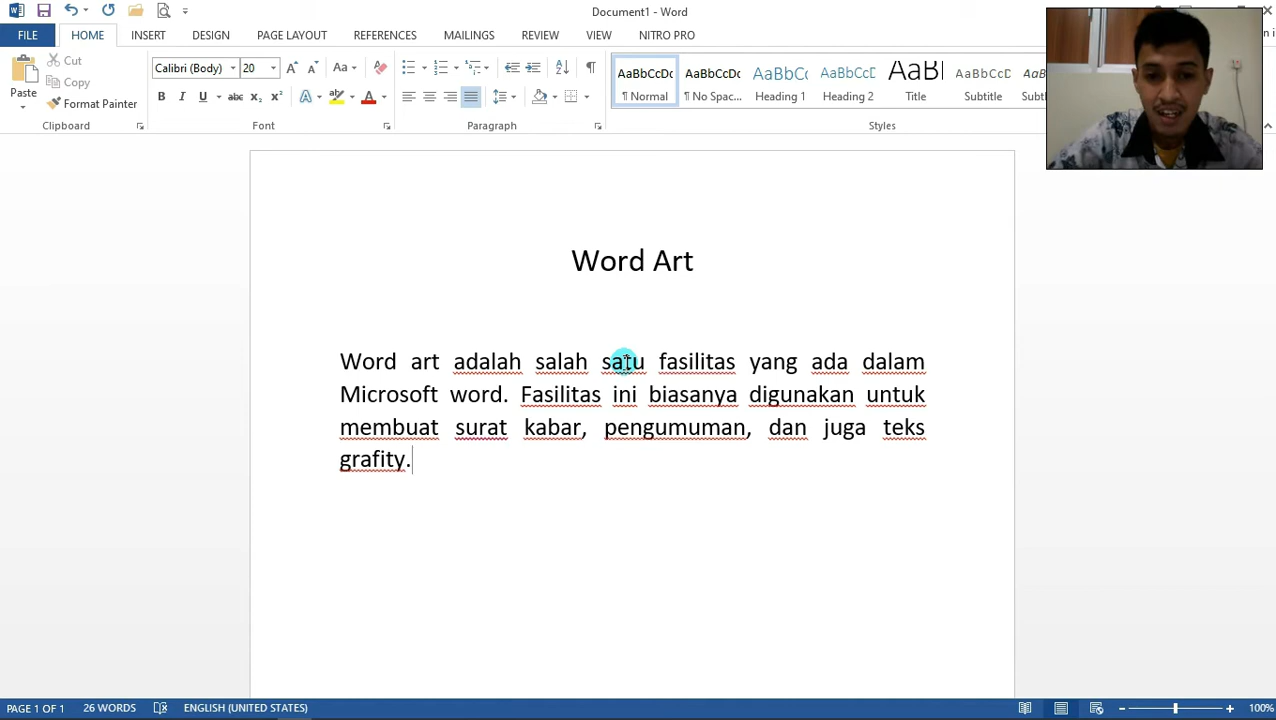 Document1 - Word
FILE HOME INSERT DESIGN PAGE LAYOUT REFERENCES MAILINGS REVIEW VIEW NITRO PRO
Paste
Cut
Copy
Format Painter
Clipboard
Calibri (Body) 20
Font
Paragraph
AaBbCcDc AaBbCcDc AaBbCc AaBbCcD AaBl AaBbCcD
¶ Normal ¶ No Spac... Heading 1 Heading 2 Title Subtitle
Styles
Word Art
Word art adalah salah satu fasilitas yang ada dalam
Microsoft word. Fasilitas ini biasanya digunakan untuk
membuat surat kabar, pengumuman, dan juga teks
grafity.
PAGE 1 OF 1 26 WORDS ENGLISH (UNITED STATES) 100%